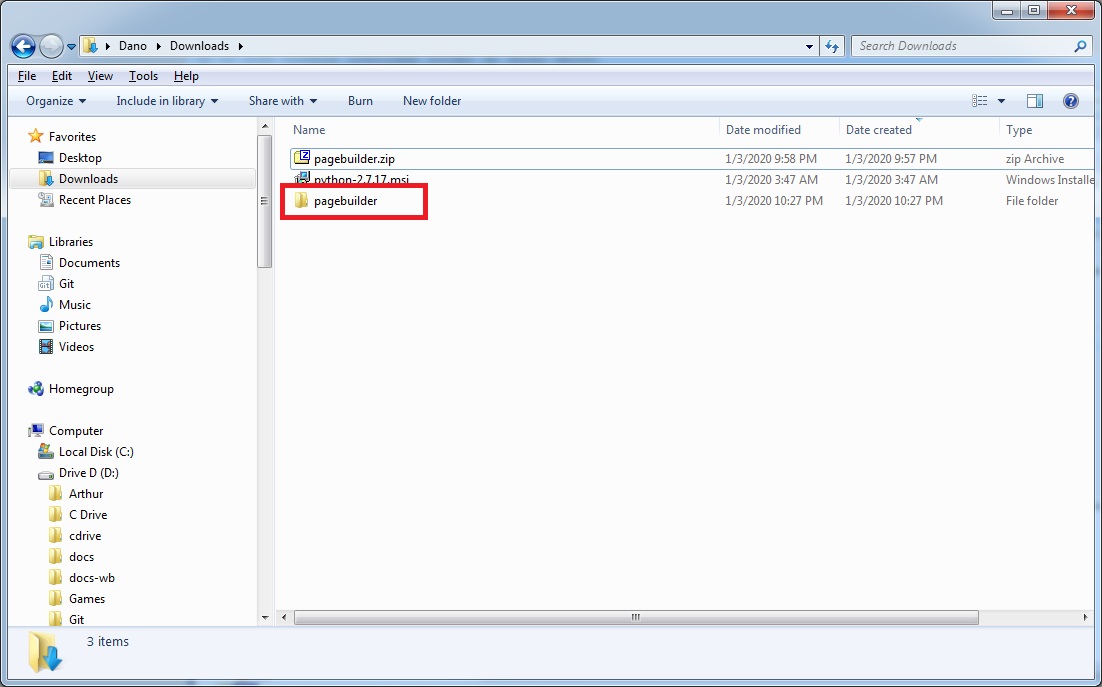 Dano Downloads
Search Downloads
File Edit View Tools Help
Organize Include in library Share with Burn New folder
Name Date modified Date created Type
pagebuilder.zip 1/3/2020 9:58 PM 1/3/2020 9:57 PM zip Archive
python-2.7.17.msi 1/3/2020 3:47 AM 1/3/2020 3:47 AM Windows Installe
pagebuilder 1/3/2020 10:27 PM 1/3/2020 10:27 PM File folder
Favorites
Desktop
Downloads
Recent Places
Libraries
Documents
Git
Music
Pictures
Videos
Homegroup
Computer
Local Disk (C:)
Drive D (D:)
Arthur
C Drive
cdrive
docs
docs-wb
Games
Git
3 items